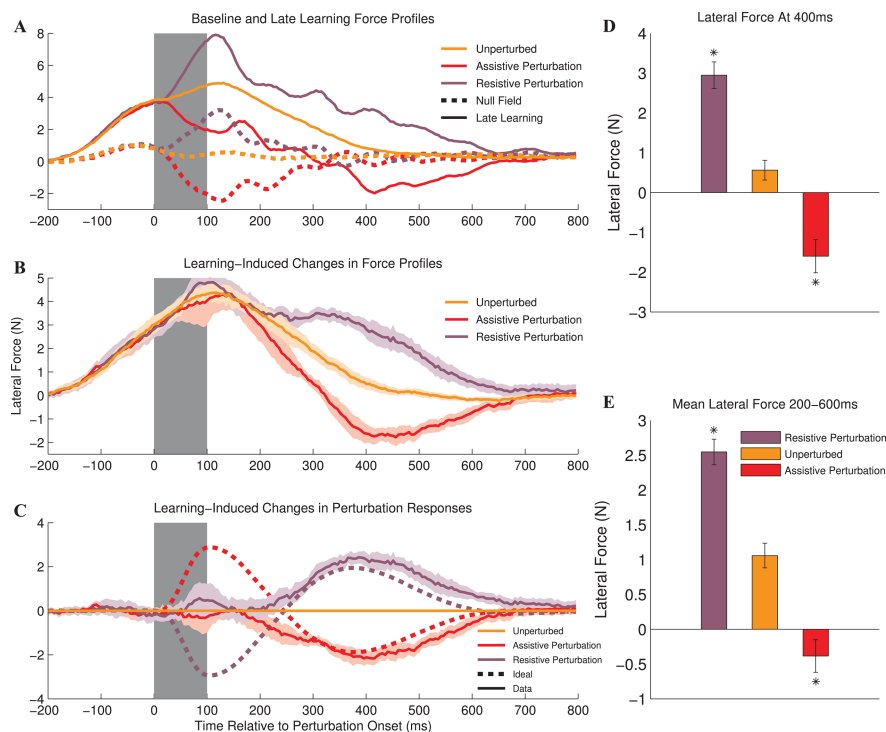 A
Baseline and Late Learning Force Profiles
8
6
4
2
0
−2
Unperturbed
Assistive Perturbation
Resistive Perturbation
Null Field
Late Learning
−200 −100 0 100 200 300 400 500 600 700 800
B
Learning−Induced Changes in Force Profiles
Lateral Force (N)
5
4
3
2
1
0
−1
−2
Unperturbed
Assistive Perturbation
Resistive Perturbation
−200 −100 0 100 200 300 400 500 600 700 800
C
Learning−Induced Changes in Perturbation Responses
4
2
0
−2
4
Unperturbed
Assistive Perturbation
Resistive Perturbation
Ideal
Data
−200 −100 0 100 200 300 400 500 600 700 800
Time Relative to Perturbation Onset (ms)
D
Lateral Force At 400ms
Lateral Force (N)
4
3
2
1
0
−1
−2
−3
*
*
E
Mean Lateral Force 200−600ms
Lateral Force (N)
3
2.5
2
1.5
1
0.5
0
−0.5
−1
*
Resistive Perturbation
Unperturbed
Assistive Perturbation
*